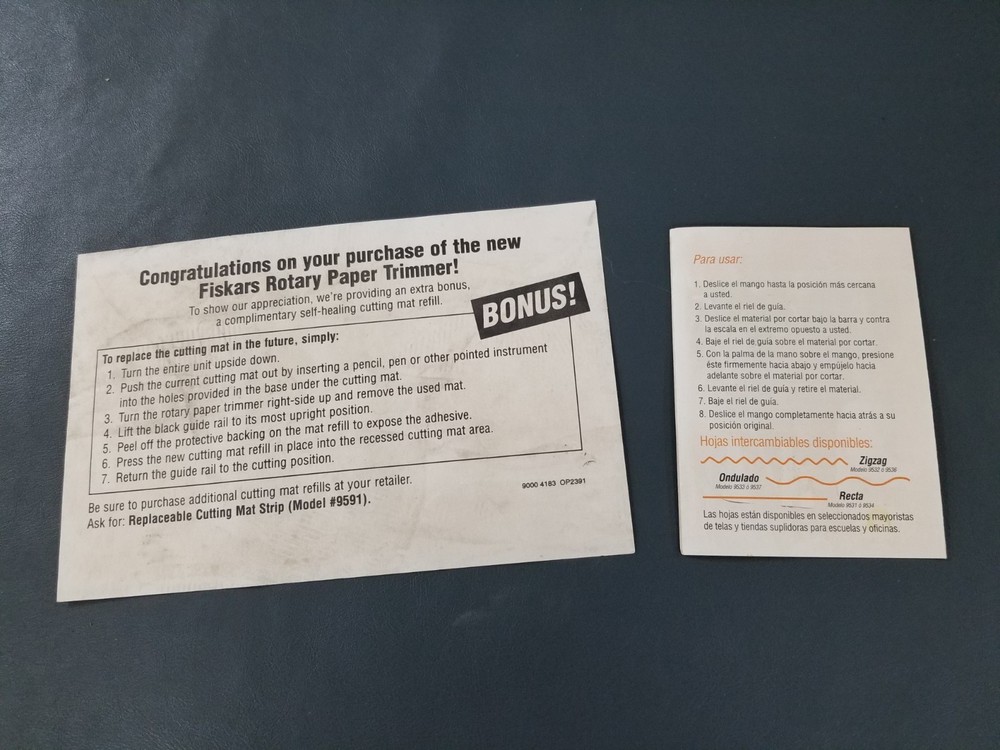 Congratulations on your purchase of the new
Fiskars Rotary Paper Trimmer!
To show our appreciation, we're providing an extra bonus,
a complimentary self-healing cutting mat refill.
BONUS!
To replace the cutting mat in the future, simply:
1. Turn the entire unit upside down.
2. Push the current cutting mat out by inserting a pencil, pen or other pointed instrument
into the holes provided in the base under the cutting mat.
3. Turn the rotary paper trimmer right-side up and remove the used mat.
4. Lift the black guide rail to its most upright position.
5. Peel off the protective backing on the mat refill to expose the adhesive.
6. Press the new cutting mat refill in place into the recessed cutting mat area.
7. Return the guide rail to the cutting position.
Be sure to purchase additional cutting mat refills at your retailer.
Ask for: Replaceable Cutting Mat Strip (Model #9591).
9000 4183 OP2391
Para usar:
1. Deslice el mango hasta la posición más cercana
a usted.
2. Levante el riel de guía.
3. Deslice el material por cortar bajo la barra y contra
la escala en el extremo opuesto a usted.
4. Baje el riel de guía sobre el material por cortar.
5. Con la palma de la mano sobre el mango, presione
éste firmemente hacia abajo y empújelo hacia
adelante sobre el material por cortar.
6. Levante el riel de guía y retire el material.
7. Baje el riel de guía.
8. Deslice el mango completamente hacia atrás a su
posición original.
Hojas intercambiables disponibles:
Zigzag
Modelo 9532 ó 9536
Ondulado
Modelo 9533 ó 9537
Recta
Modelo 9531 ó 9534
Las hojas están disponibles en seleccionados mayoristas
de telas y tiendas suplidoras para escuelas y oficinas.